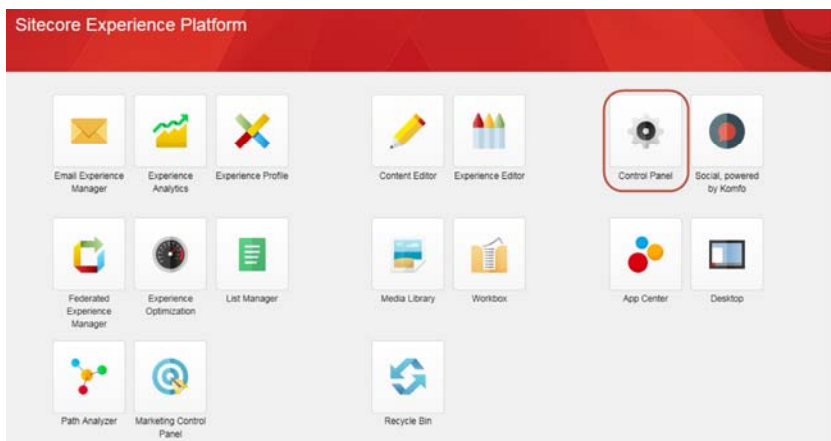 Sitecore Experience Platform
Email Experience
Manager
Experience
Analytics
Experience Profile
Content Editor
Experience Editor
Control Panel
Social, powered
by Komfo
Federated
Experience
Manager
Experience
Optimization
List Manager
Media Library
Workbox
App Center
Desktop
Path Analyzer
Marketing Control
Panel
Recycle Bin